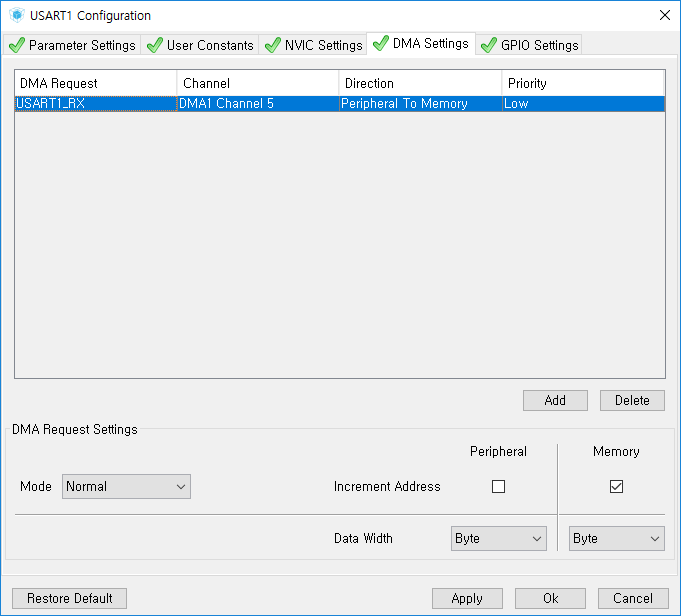 USART1 Configuration
Parameter Settings User Constants NVIC Settings DMA Settings GPIO Settings
DMA Request Channel Direction Priority
USART1_RX DMA1 Channel 5 Peripheral To Memory Low
Add Delete
DMA Request Settings
Peripheral Memory
Mode Normal Increment Address
Data Width Byte Byte
Restore Default Apply Ok Cancel